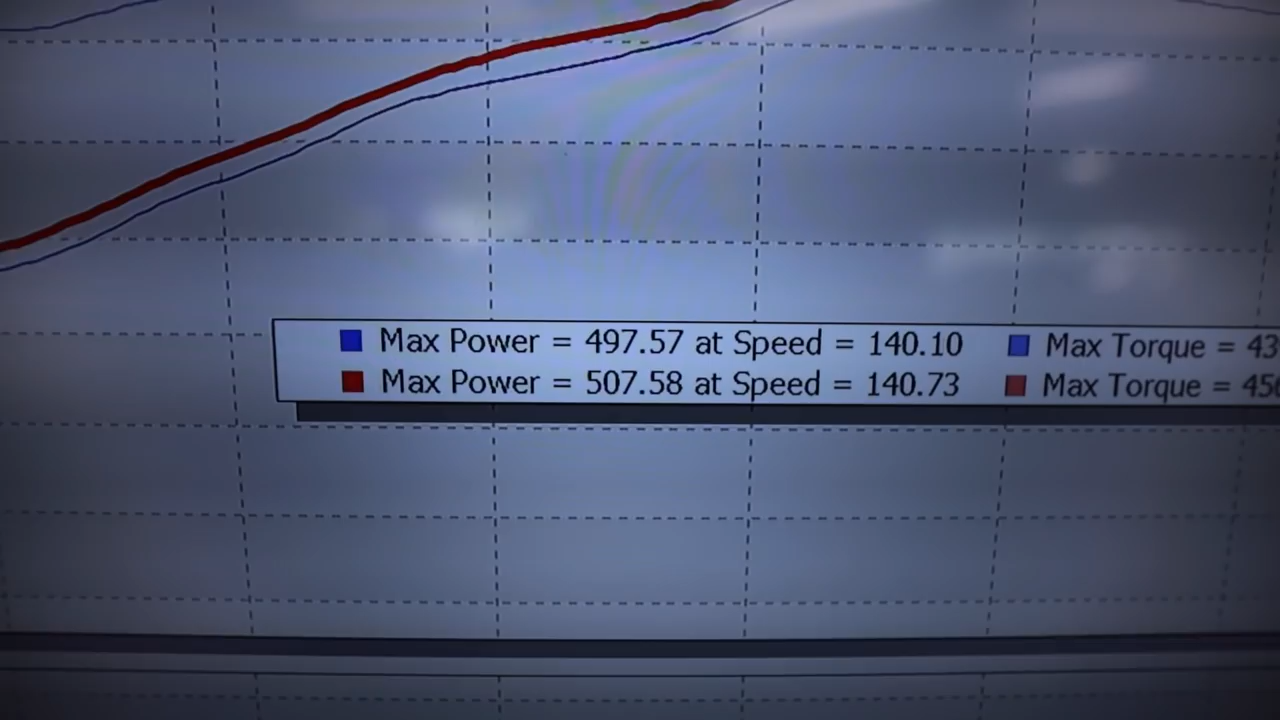 Max Power = 497.57 at Speed = 140.10 Max Torque =
Max Power = 507.58 at Speed = 140.73 Max Torque =